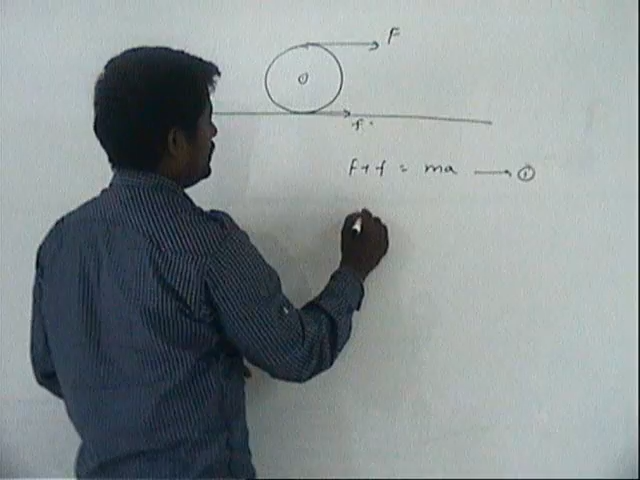 F
O
f
F + f = ma → ①